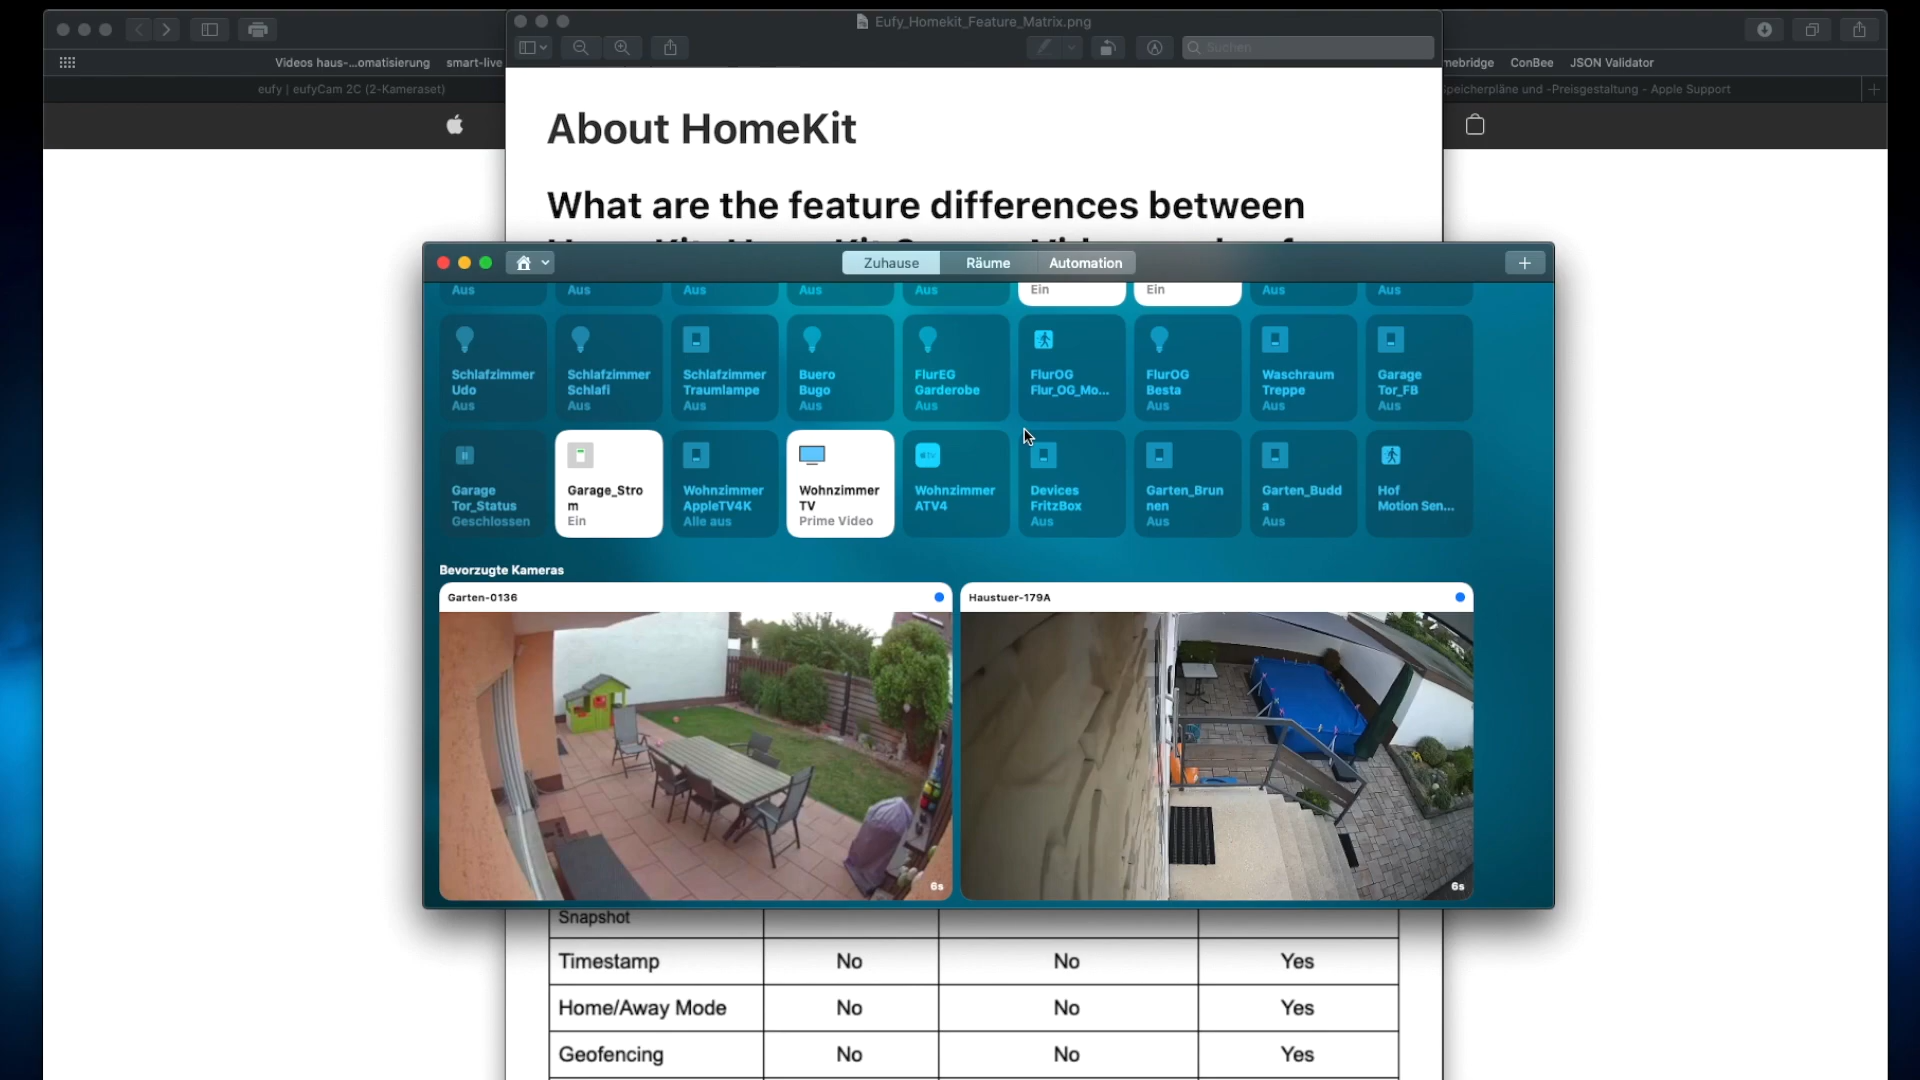 Eufy_Homekit_Feature_Matrix.png
Suchen
Videos haus-...omatisierung
smart-live
mebridge
ConBee
JSON Validator
eufy | eufyCam 2C (2-Kameraset)
Speicherpläne und -Preisgestaltung - Apple Support
About HomeKit
What are the feature differences between
Zuhause
Räume
Automation
Aus
Aus
Aus
Aus
Aus
Ein
Ein
Aus
Aus
Schlafzimmer
Udo
Aus
Schlafzimmer
Schlafi
Aus
Schlafzimmer
Traumlampe
Aus
Buero
Bugo
Aus
FlurEG
Garderobe
Aus
FlurOG
Flur_OG_Mo...
FlurOG
Besta
Aus
Waschraum
Treppe
Aus
Garage
Tor_FB
Aus
Garage
Tor_Status
Geschlossen
Garage_Stro
m
Ein
Wohnzimmer
AppleTV4K
Alle aus
Wohnzimmer
TV
Prime Video
Wohnzimmer
ATV4
Devices
FritzBox
Aus
Garten_Brun
nen
Aus
Garten_Budd
a
Aus
Hof
Motion Sen...
Bevorzugte Kameras
Garten-0136
Haustuer-179A
6s
6s
Snapshot
Timestamp No No Yes
Home/Away Mode No No Yes
Geofencing No No Yes